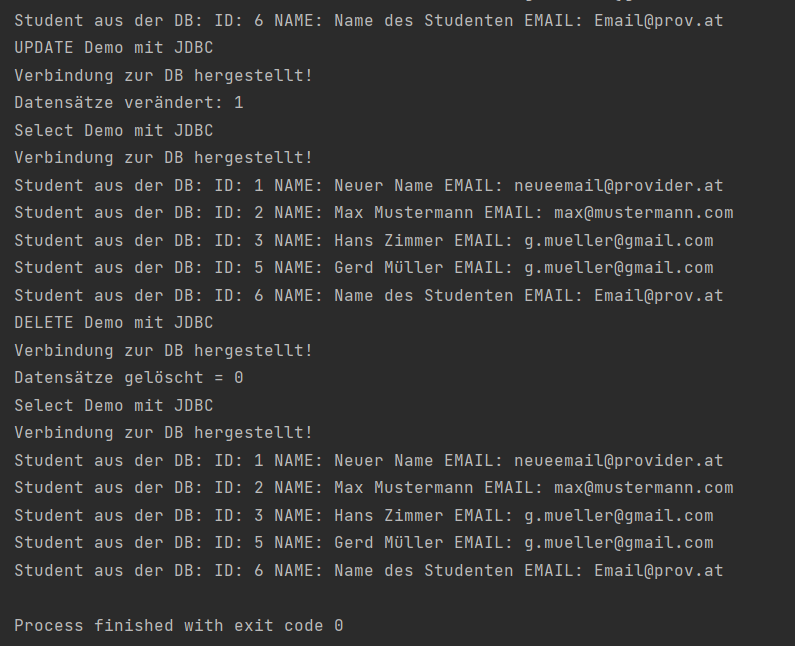 Student aus der DB: ID: 6 NAME: Name des Studenten EMAIL: Email@prov.at
UPDATE Demo mit JDBC
Verbindung zur DB hergestellt!
Datensätze verändert: 1
Select Demo mit JDBC
Verbindung zur DB hergestellt!
Student aus der DB: ID: 1 NAME: Neuer Name EMAIL: neueemail@provider.at
Student aus der DB: ID: 2 NAME: Max Mustermann EMAIL: max@mustermann.com
Student aus der DB: ID: 3 NAME: Hans Zimmer EMAIL: g.mueller@gmail.com
Student aus der DB: ID: 5 NAME: Gerd Müller EMAIL: g.mueller@gmail.com
Student aus der DB: ID: 6 NAME: Name des Studenten EMAIL: Email@prov.at
DELETE Demo mit JDBC
Verbindung zur DB hergestellt!
Datensätze gelöscht = 0
Select Demo mit JDBC
Verbindung zur DB hergestellt!
Student aus der DB: ID: 1 NAME: Neuer Name EMAIL: neueemail@provider.at
Student aus der DB: ID: 2 NAME: Max Mustermann EMAIL: max@mustermann.com
Student aus der DB: ID: 3 NAME: Hans Zimmer EMAIL: g.mueller@gmail.com
Student aus der DB: ID: 5 NAME: Gerd Müller EMAIL: g.mueller@gmail.com
Student aus der DB: ID: 6 NAME: Name des Studenten EMAIL: Email@prov.at
Process finished with exit code 0